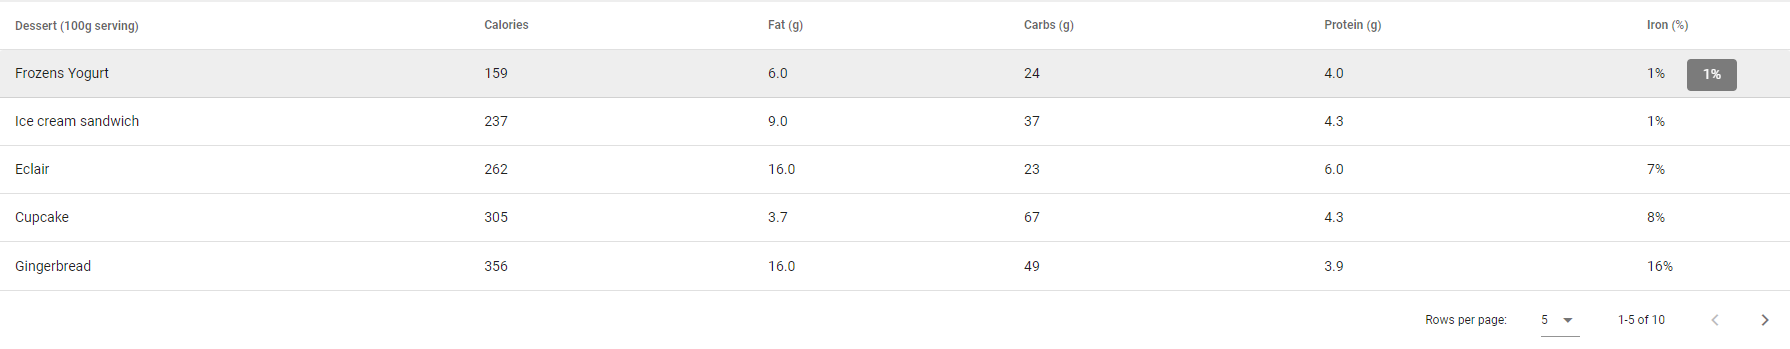 Dessert (100g serving) Calories Fat (g) Carbs (g) Protein (g) Iron (%)
Frozens Yogurt 159 6.0 24 4.0 1% 1%
Ice cream sandwich 237 9.0 37 4.3 1%
Eclair 262 16.0 23 6.0 7%
Cupcake 305 3.7 67 4.3 8%
Gingerbread 356 16.0 49 3.9 16%
Rows per page: 5 1-5 of 10